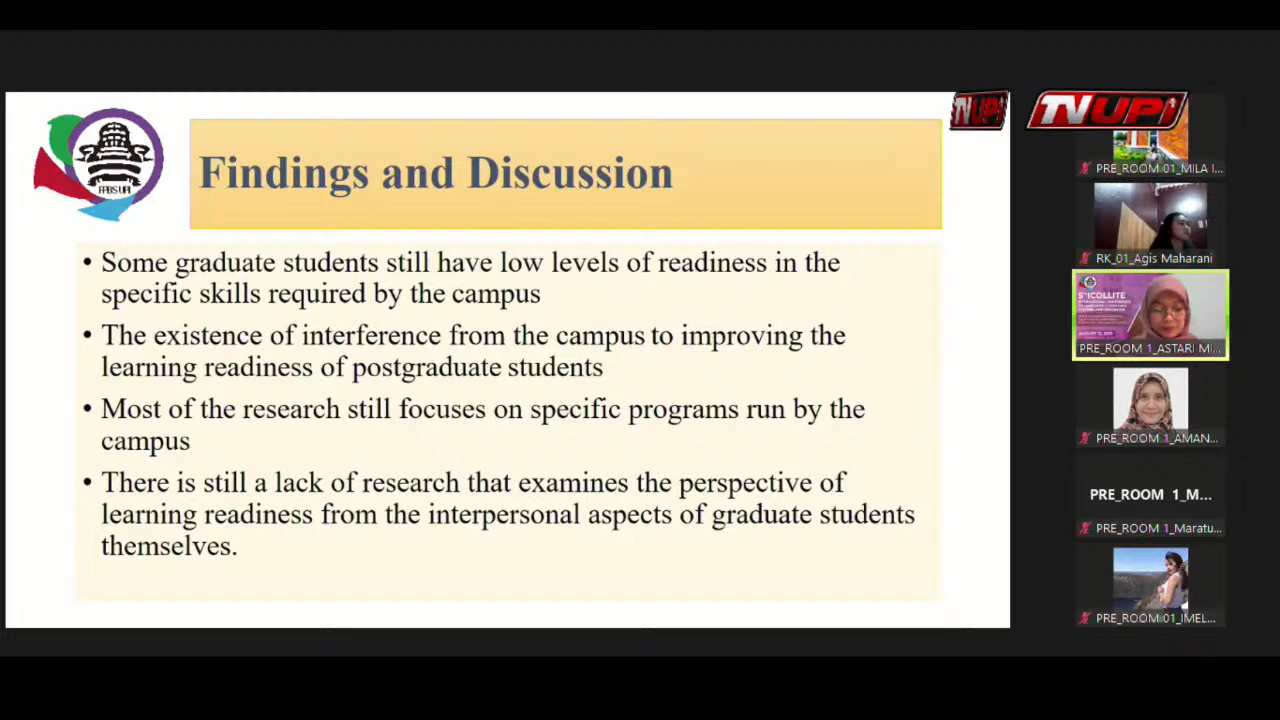 TVUPI
TVUPI
FPBS UPI
Findings and Discussion
• Some graduate students still have low levels of readiness in the
specific skills required by the campus
• The existence of interference from the campus to improving the
learning readiness of postgraduate students
• Most of the research still focuses on specific programs run by the
campus
• There is still a lack of research that examines the perspective of
learning readiness from the interpersonal aspects of graduate students
themselves.
PRE_ROOM 01_MILA I...
RK_01_Agis Maharani
5TH ICOLLITE
PRE_ROOM 1_ASTARI MI...
PRE_ROOM 1_AMAN...
PRE_ROOM 1_M...
PRE_ROOM 1_Maratu...
PRE_ROOM 01_IMEL...